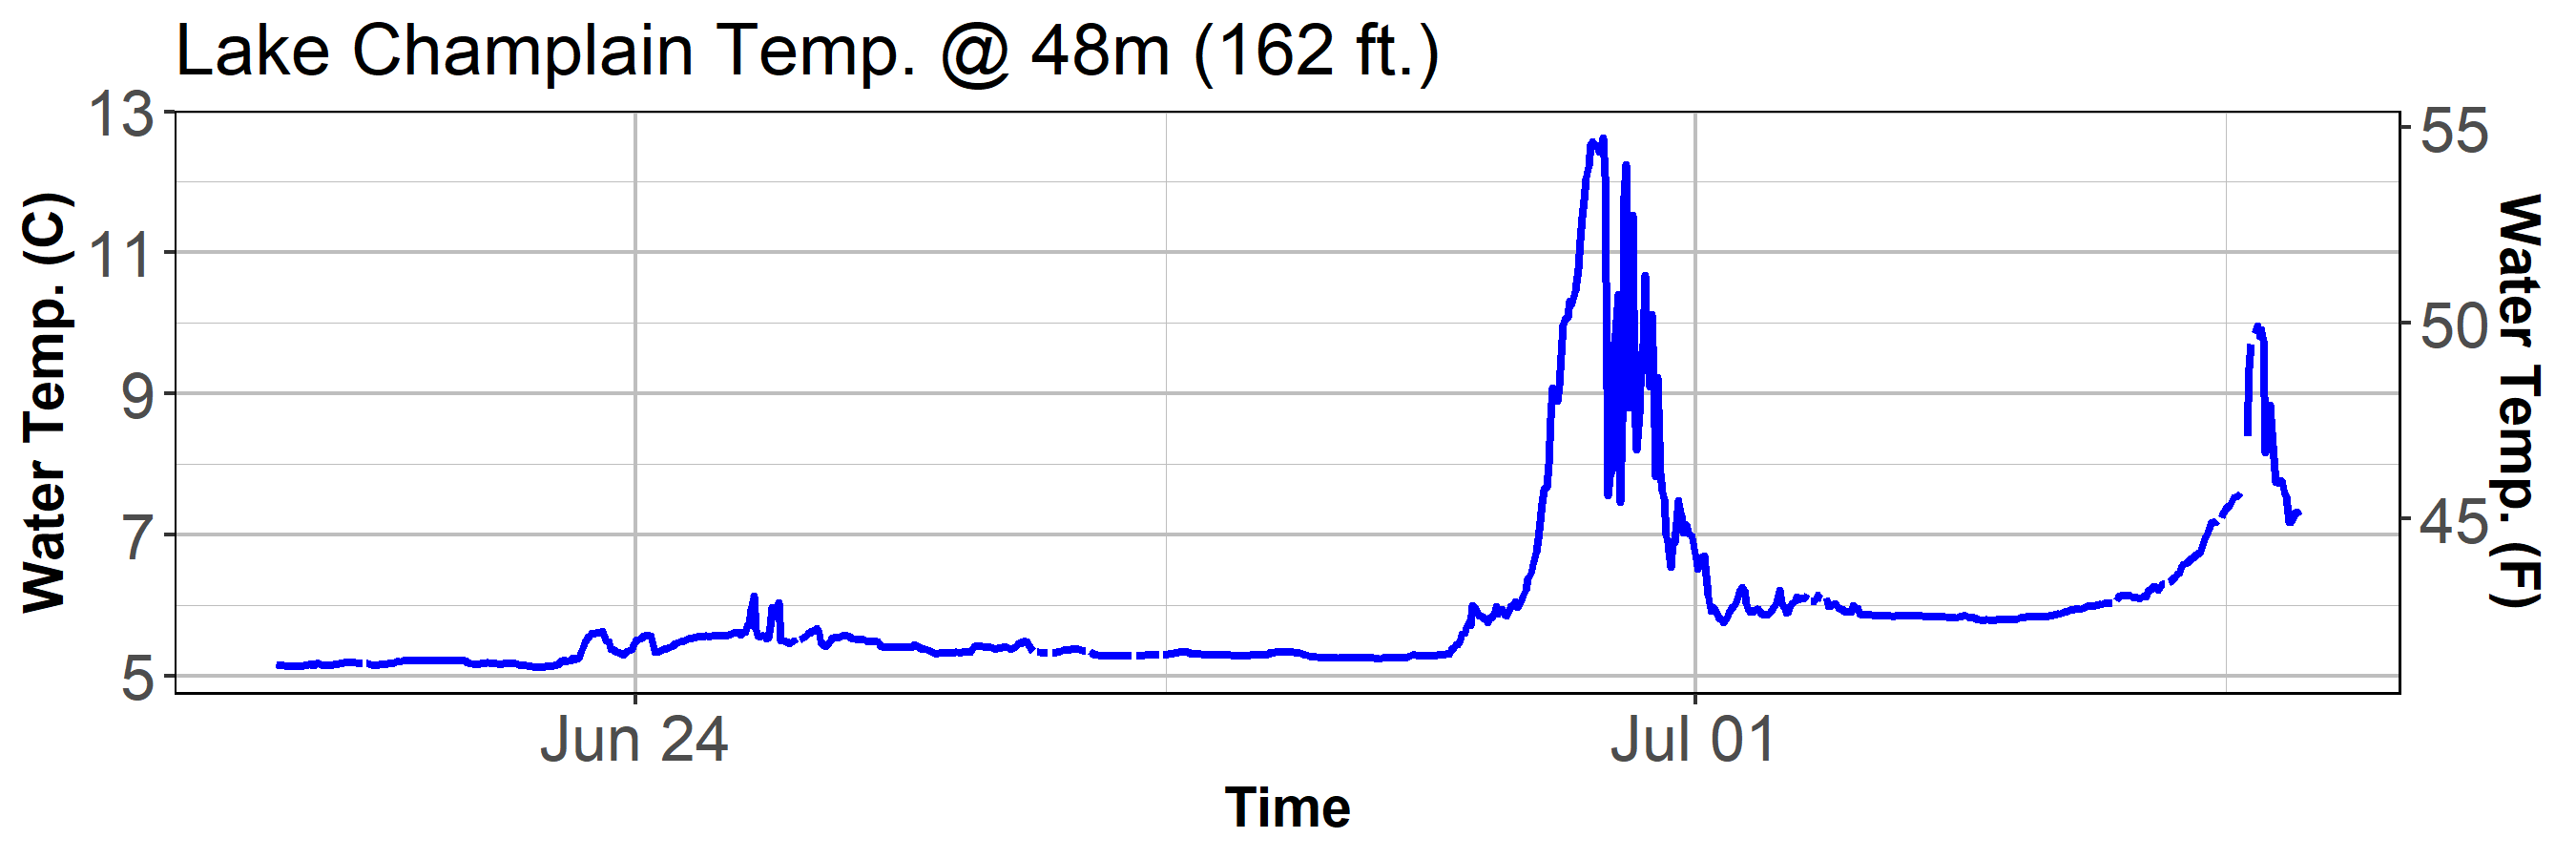 Lake Champlain Temp. @ 48m (162 ft.)
Water Temp. (C)
13
11
9
7
5
55
50
45
Water Temp. (F)
Jun 24
Jul 01
Time